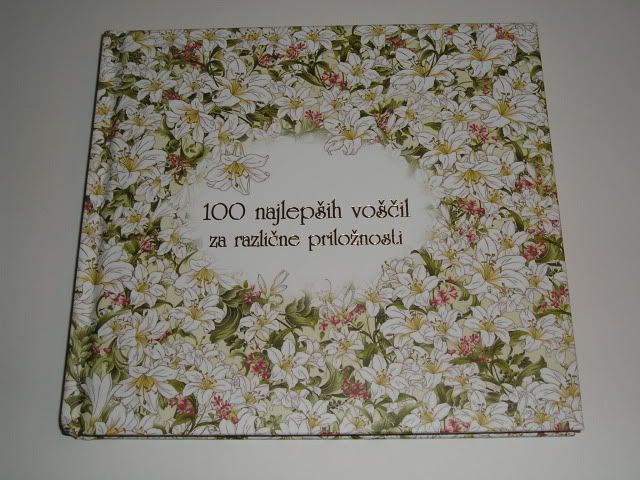 100 najlepših voščil
za različne priložnosti